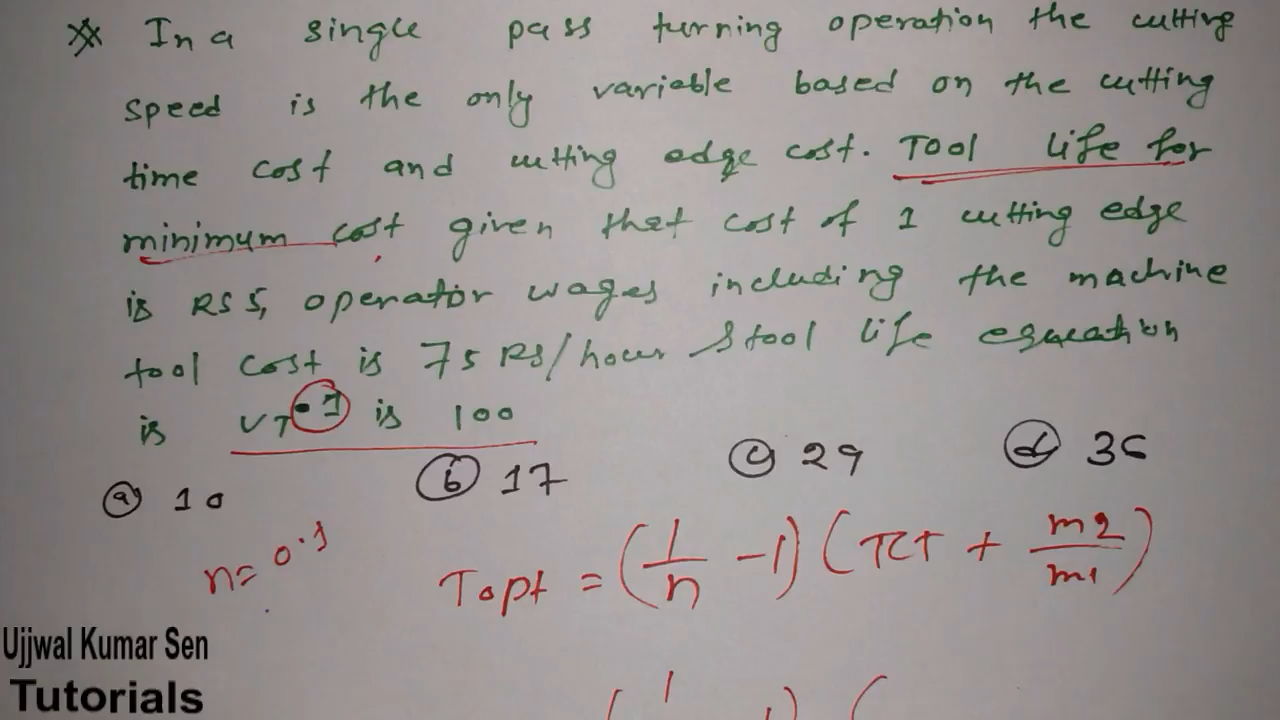 ** In a single pass turning operation the cutting
speed is the only variable based on the cutting
time cost and cutting edge cost. Tool life for
minimum cost given that cost of 1 cutting edge
is RS 5, operator wages including the machine
tool cost is 75 RS/hour & tool life equation
is VT^.1 is 100
(a) 10 (b) 17 (c) 29 (d) 36
n = 0.1
Topt = (1/n - 1) (TCT + m2/m1)
Ujjwal Kumar Sen
Tutorials
( 1 ) (